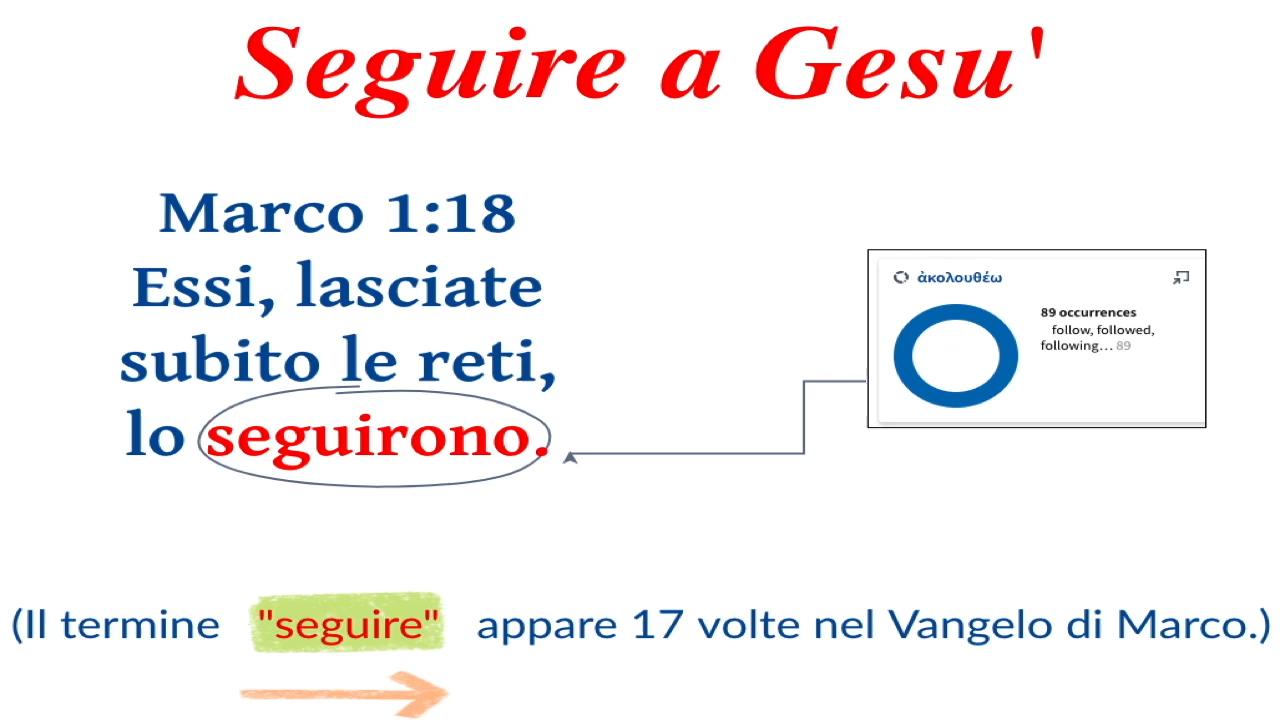 Seguire a Gesu'
Marco 1:18
Essi, lasciate
subito le reti,
lo seguirono.
ἀκολουθέω
89 occurrences
follow, followed,
following... 89
(Il termine "seguire" appare 17 volte nel Vangelo di Marco.)